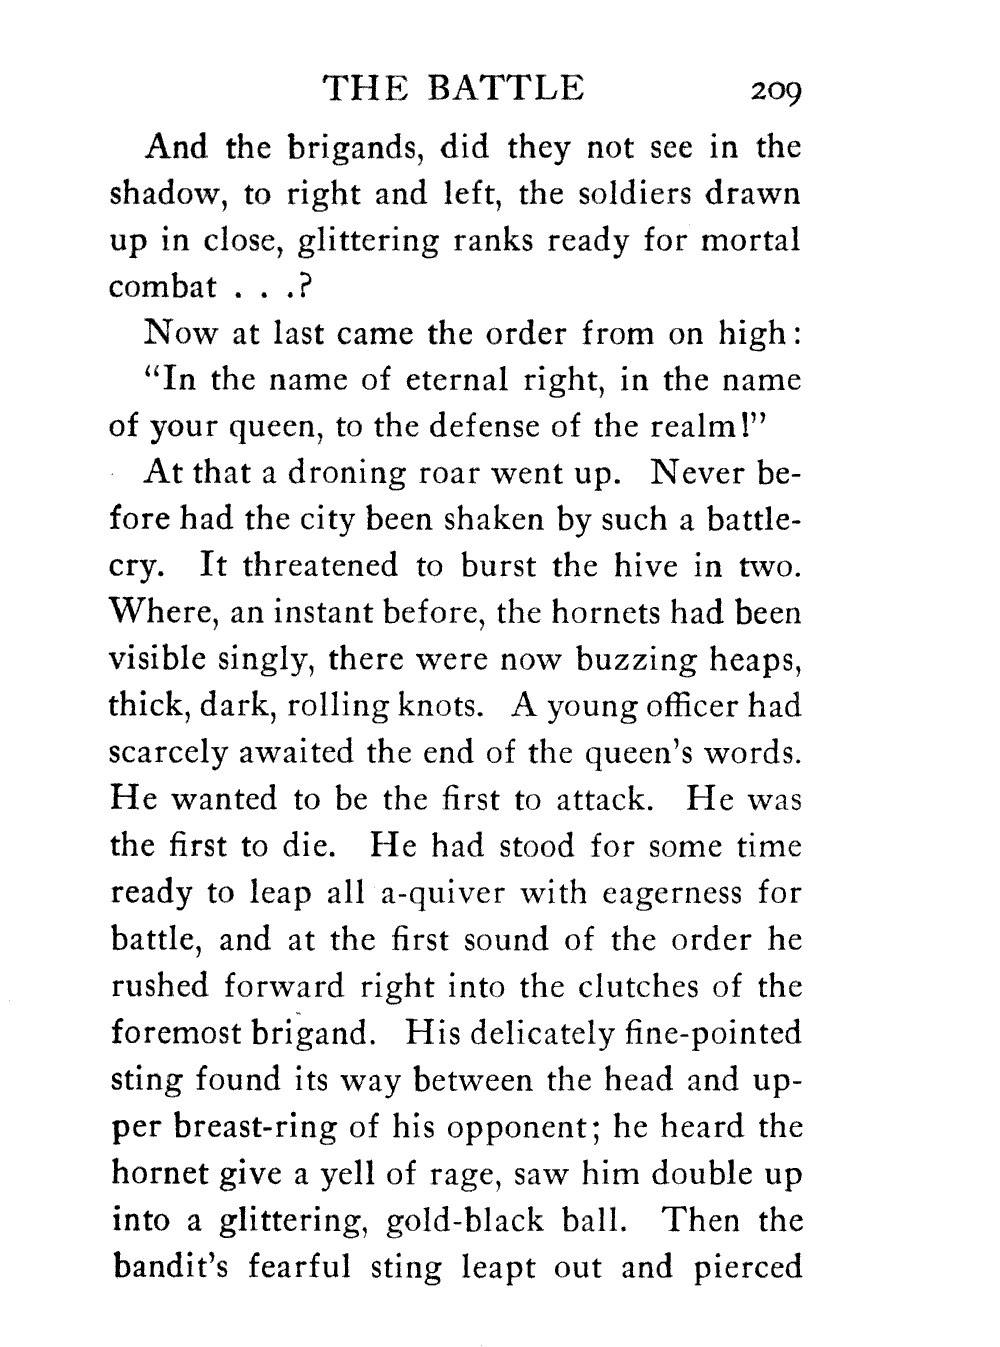 THE BATTLE 209
And the brigands, did they not see in the
shadow, to right and left, the soldiers drawn
up in close, glittering ranks ready for mortal
combat . . .?
Now at last came the order from on high:
“In the name of eternal right, in the name
of your queen, to the defense of the realm!”
At that a droning roar went up. Never be-
fore had the city been shaken by such a battle-
cry. It threatened to burst the hive in two.
Where, an instant before, the hornets had been
visible singly, there were now buzzing heaps,
thick, dark, rolling knots. A young officer had
scarcely awaited the end of the queen’s words.
He wanted to be the first to attack. He was
the first to die. He had stood for some time
ready to leap all a-quiver with eagerness for
battle, and at the first sound of the order he
rushed forward right into the clutches of the
foremost brigand. His delicately fine-pointed
sting found its way between the head and up-
per breast-ring of his opponent; he heard the
hornet give a yell of rage, saw him double up
into a glittering, gold-black ball. Then the
bandit’s fearful sting leapt out and pierced